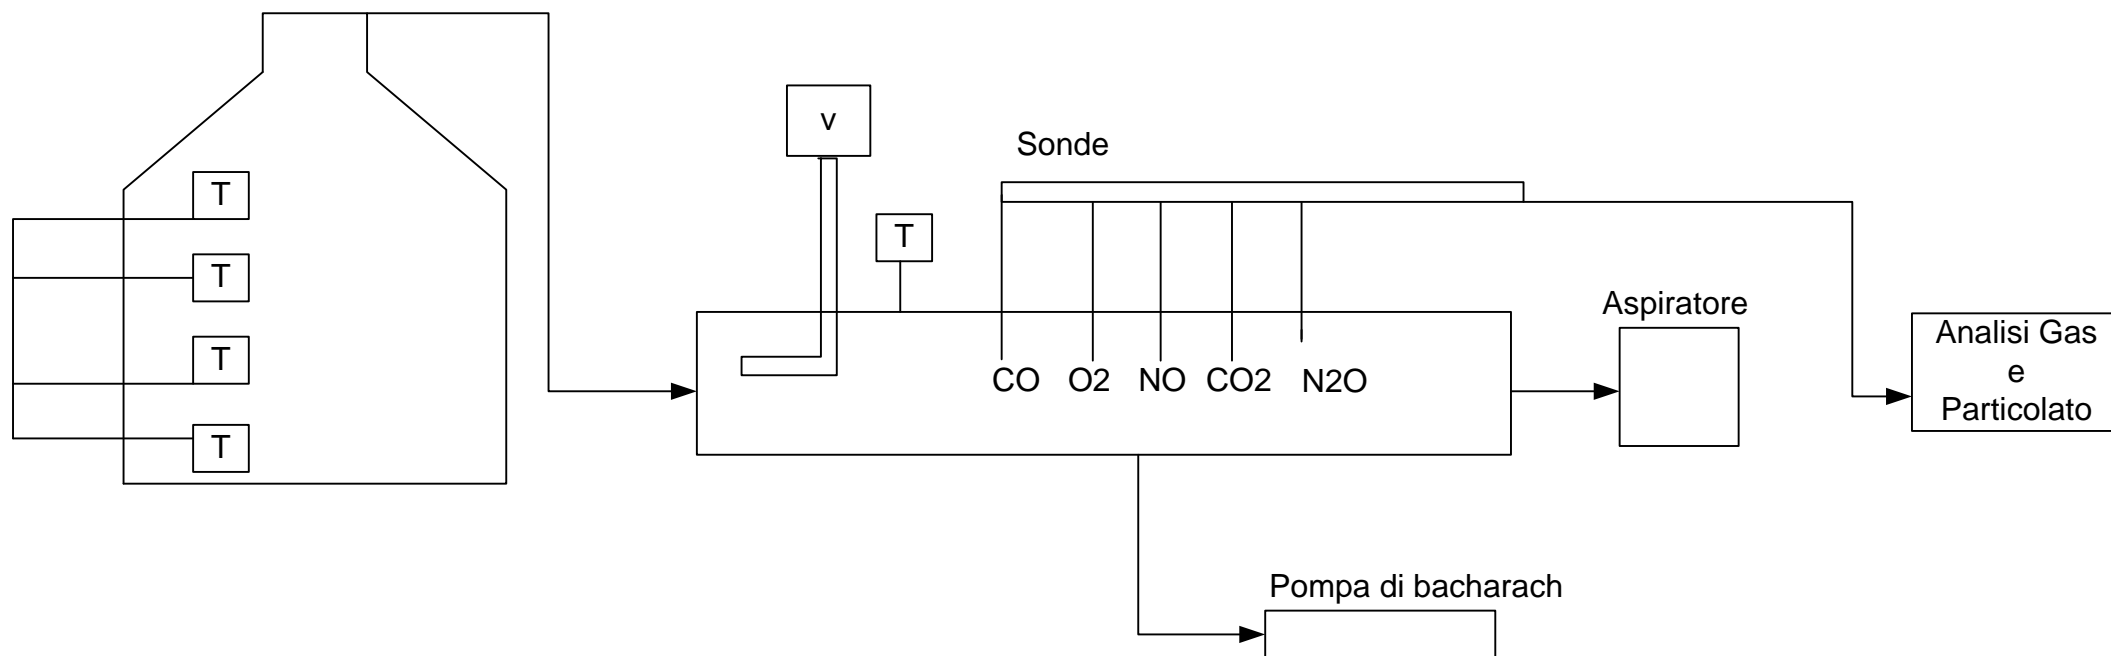 v
Sonde
T
T
T
T
T
Aspiratore
CO O2 NO CO2 N2O
Analisi Gas
e
Particolato
Pompa di bacharach